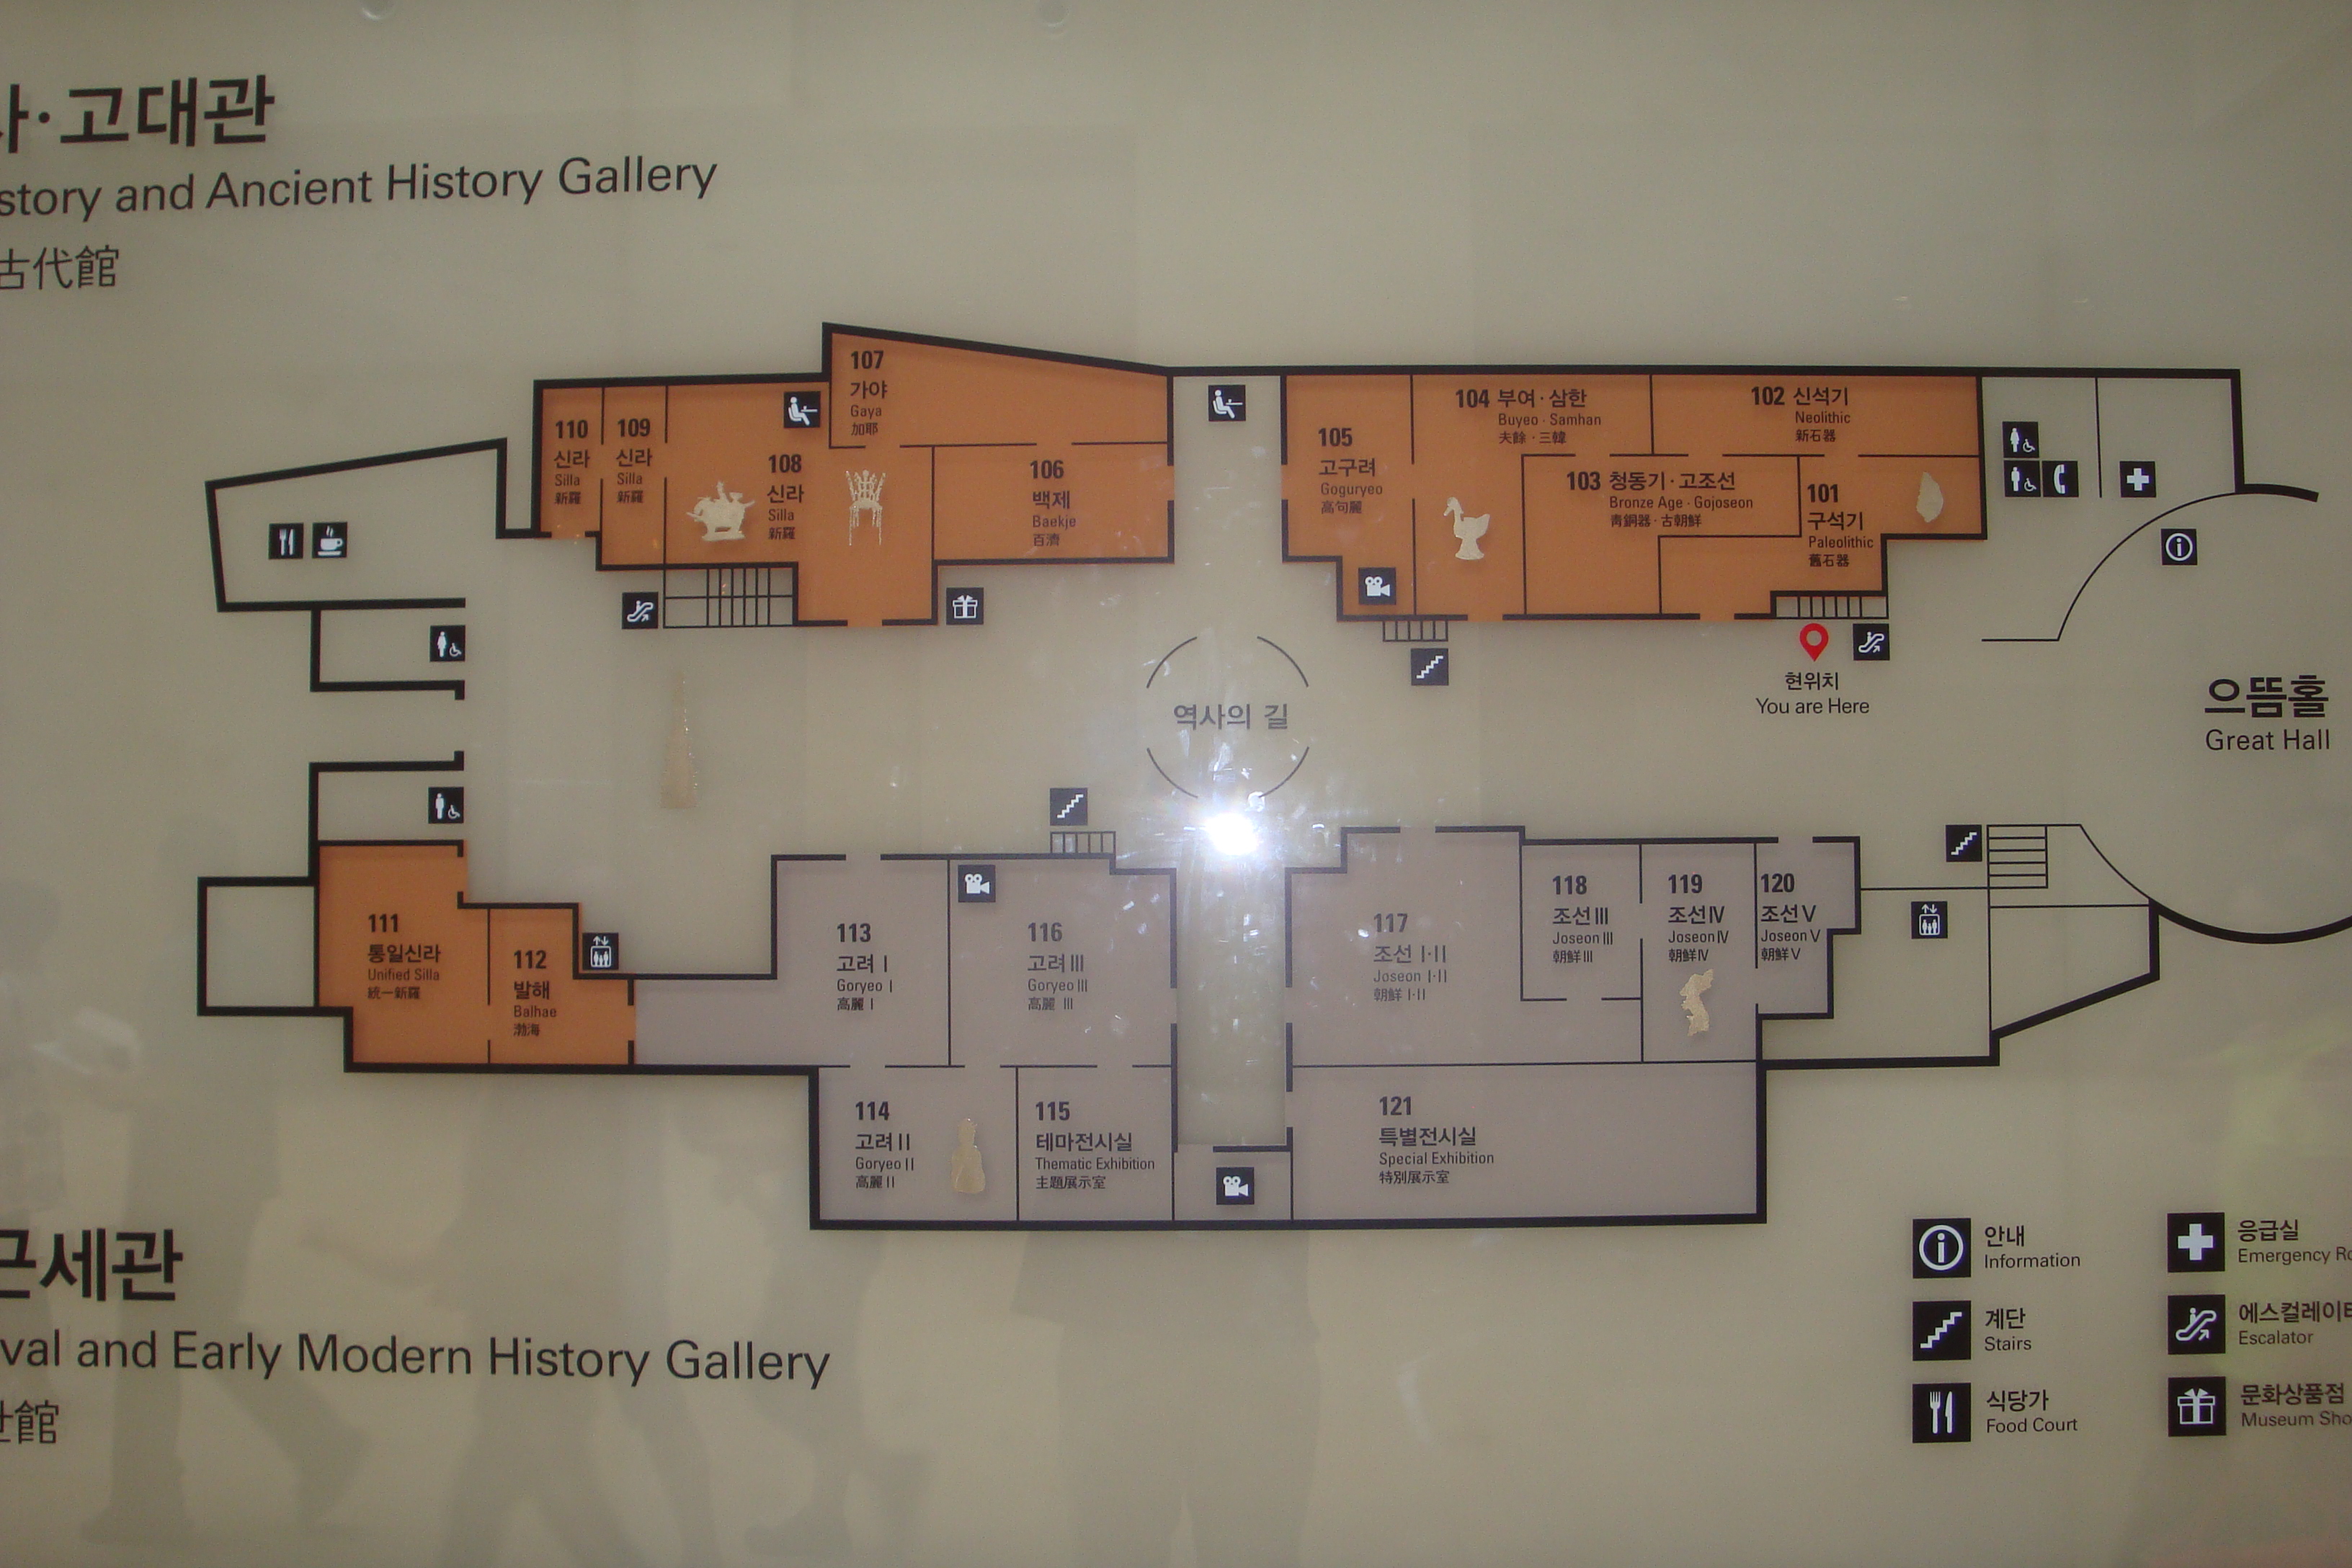 사·고대관
story and Ancient History Gallery
古代館
107
가야
Gaya
加耶
110
신라
Silla
新羅
109
신라
Silla
新羅
108
신라
Silla
新羅
106
백제
Baekje
百濟
105
고구려
Goguryeo
高句麗
104 부여·삼한
Buyeo · Samhan
夫餘·三韓
102 신석기
Neolithic
新石器
103 청동기·고조선
Bronze Age · Gojoseon
靑銅器·古朝鮮
101
구석기
Paleolithic
舊石器
현위치
You are Here
역사의 길
으뜸홀
Great Hall
111
통일신라
Unified Silla
統一新羅
112
발해
Balhae
渤海
113
고려 I
Goryeo I
高麗 I
116
고려 III
Goryeo III
高麗 III
117
조선 I·II
Joseon I·II
朝鮮 I·II
118
조선 III
Joseon III
朝鮮 III
119
조선 IV
Joseon IV
朝鮮 IV
120
조선 V
Joseon V
朝鮮 V
114
고려 II
Goryeo II
高麗 II
115
테마전시실
Thematic Exhibition
主題展示室
121
특별전시실
Special Exhibition
特別展示室
근세관
val and Early Modern History Gallery
世館
안내
Information
계단
Stairs
식당가
Food Court
응급실
Emergency Ro
에스컬레이터
Escalator
문화상품점
Museum Sho